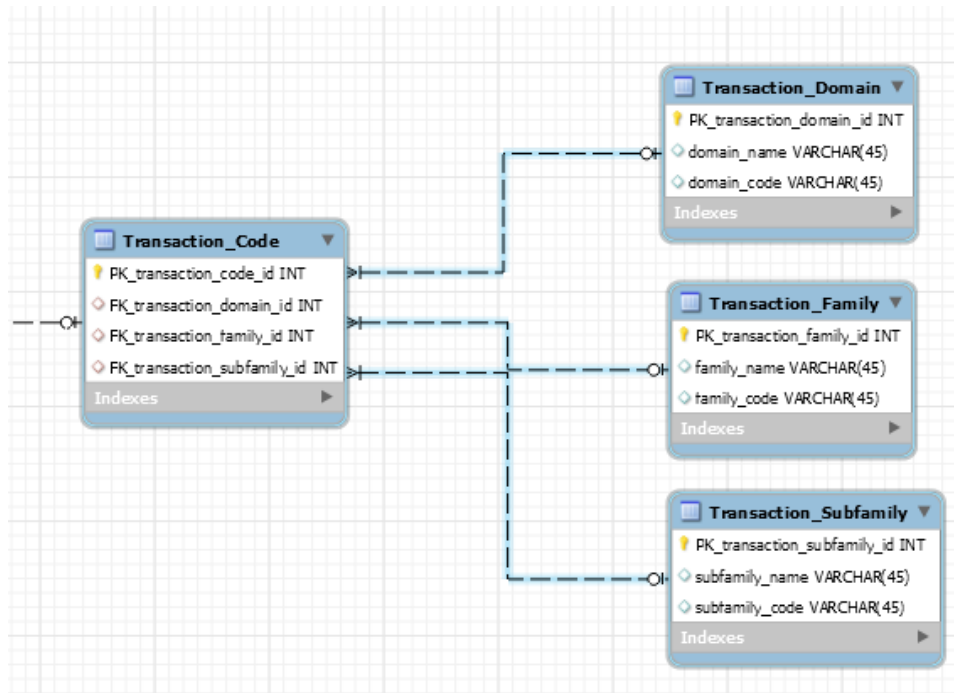 Transaction_Domain
PK_transaction_domain_id INT
domain_name VARCHAR(45)
domain_code VARCHAR(45)
Indexes
Transaction_Code
PK_transaction_code_id INT
FK_transaction_domain_id INT
FK_transaction_family_id INT
FK_transaction_subfamily_id INT
Indexes
Transaction_Family
PK_transaction_family_id INT
family_name VARCHAR(45)
family_code VARCHAR(45)
Indexes
Transaction_Subfamily
PK_transaction_subfamily_id INT
subfamily_name VARCHAR(45)
subfamily_code VARCHAR(45)
Indexes